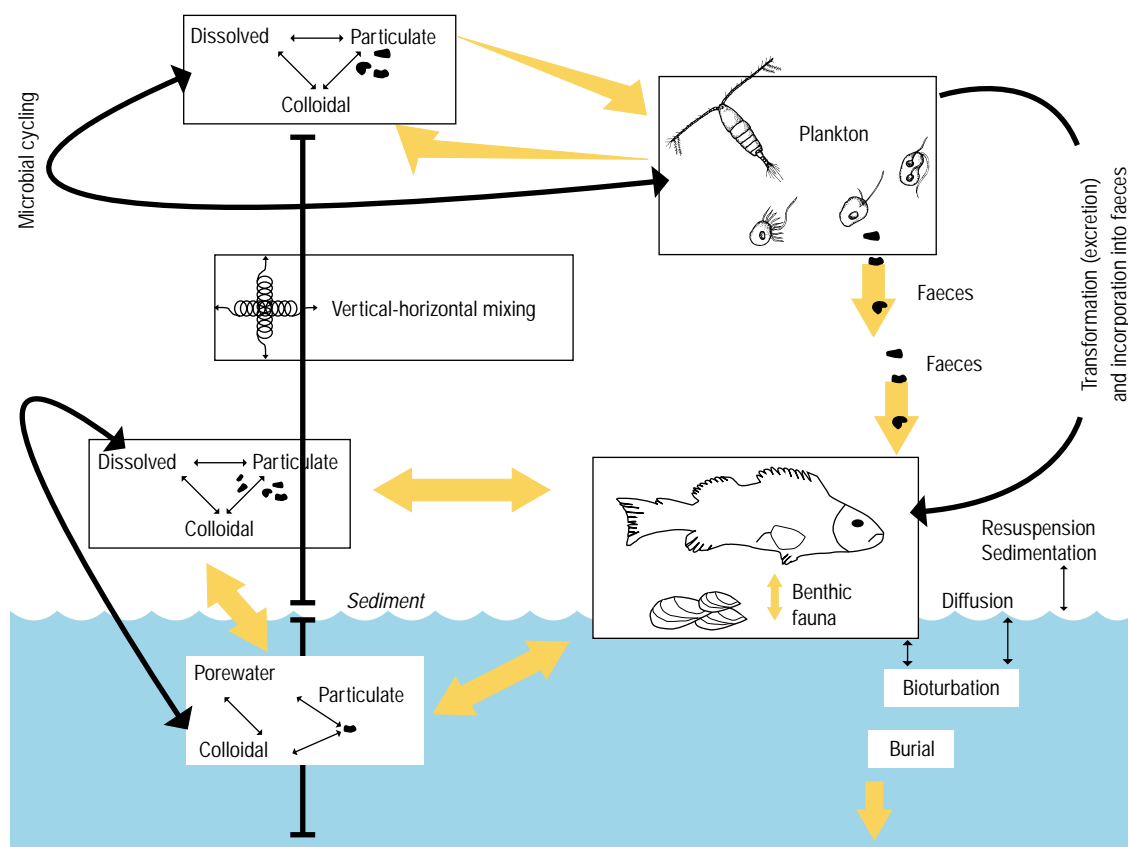 Dissolved
Particulate
Colloidal
Microbial cycling
Plankton
Transformation (excretion)
and incorporation into faeces
Faeces
Vertical-horizontal mixing
Faeces
Dissolved
Particulate
Colloidal
Resuspension
Sedimentation
Sediment
Benthic
fauna
Diffusion
Porewater
Particulate
Colloidal
Bioturbation
Burial